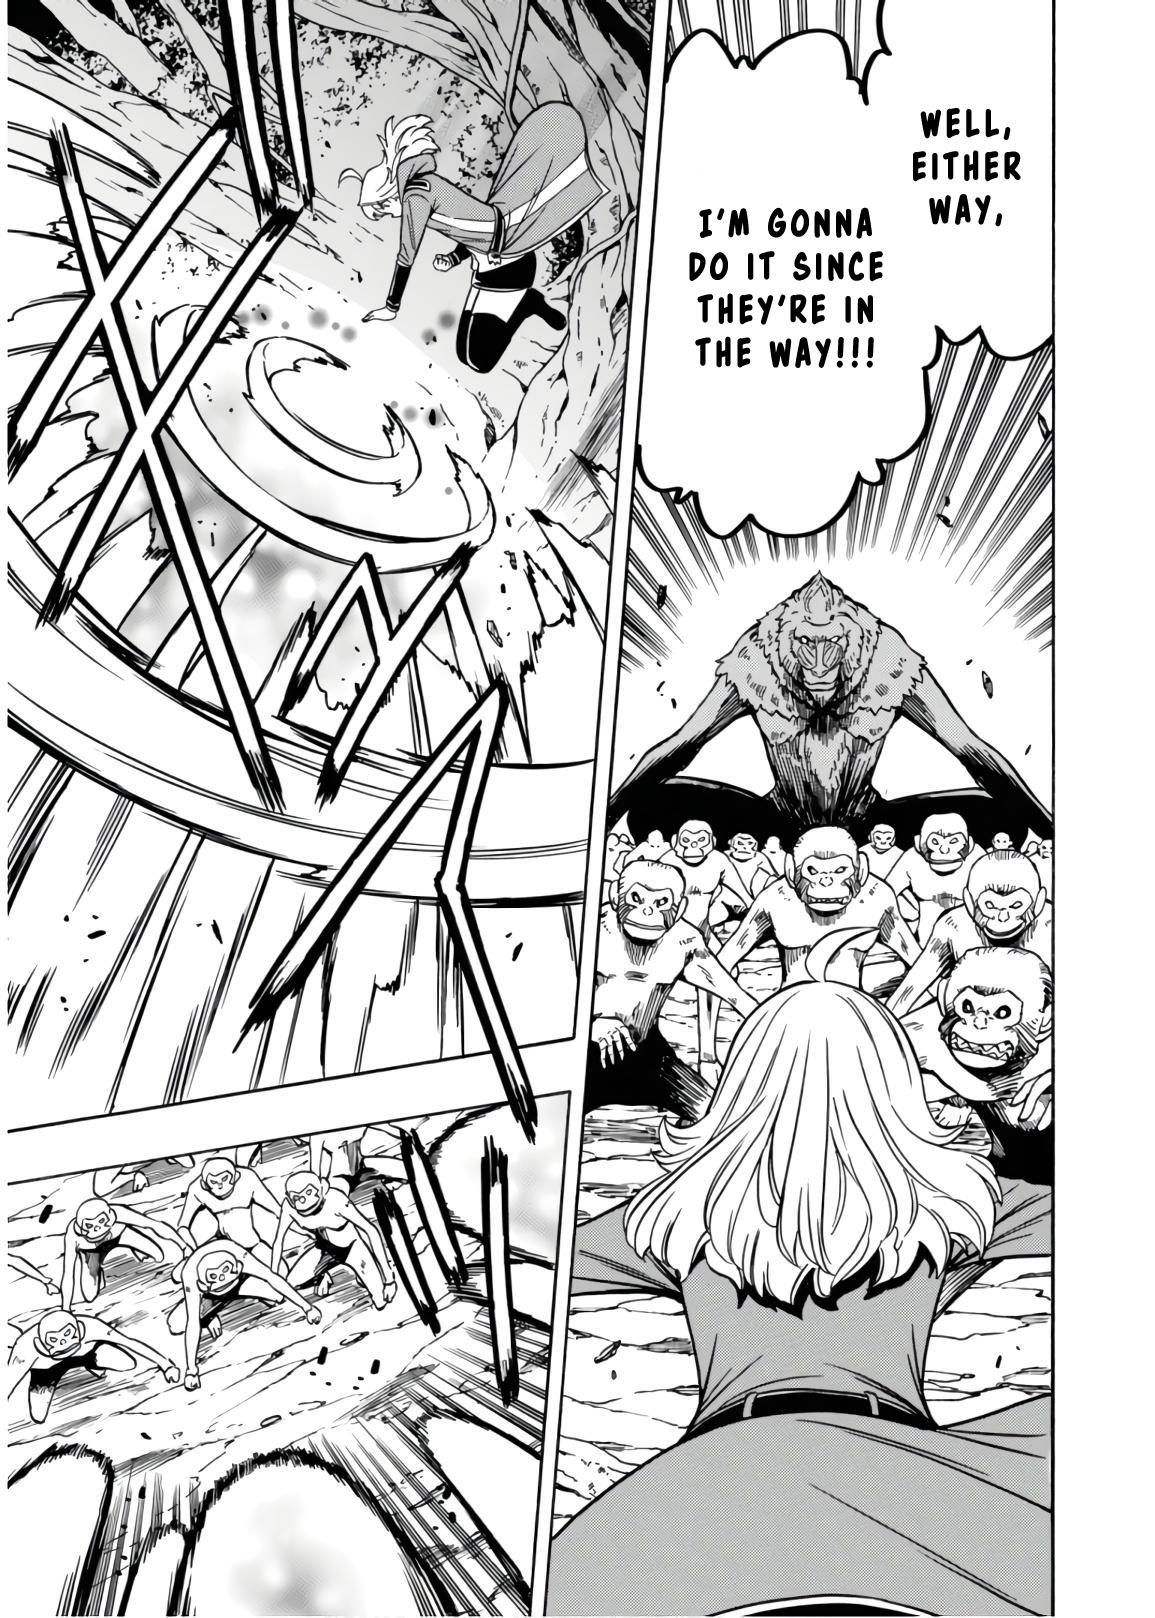 WELL,
EITHER
WAY,
I'M GONNA
DO IT SINCE
THEY'RE IN
THE WAY!!!